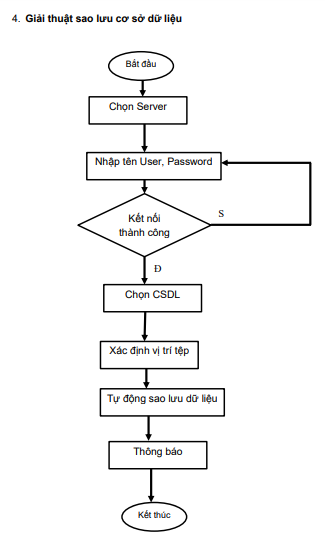 4. Giải thuật sao lưu cơ sở dữ liệu
Bắt đầu
Chọn Server
Nhập tên User, Password
Kết nối
thành công
S
Đ
Chọn CSDL
Xác định vị trí tệp
Tự động sao lưu dữ liệu
Thông báo
Kết thúc